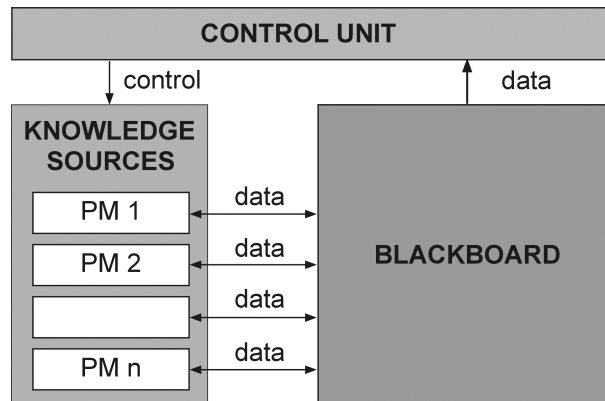 CONTROL UNIT
control
data
KNOWLEDGE
SOURCES
PM 1
data
PM 2
data
BLACKBOARD
data
PM n
data